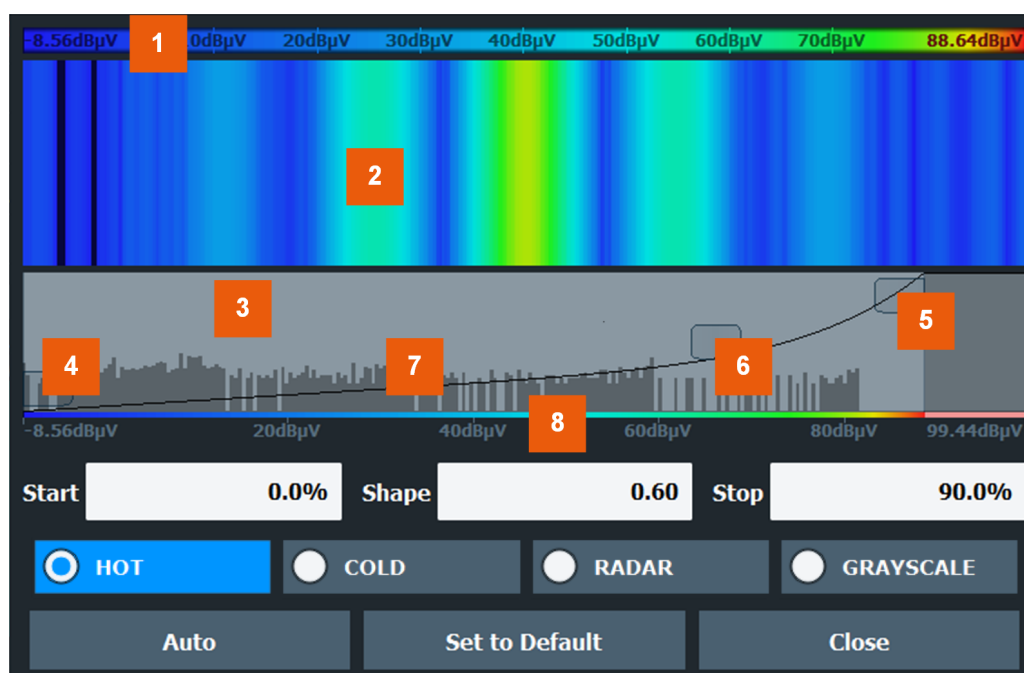 -8.56dBµV 1 0dBµV 20dBµV 30dBµV 40dBµV 50dBµV 60dBµV 70dBµV 88.64dBµV
2
3
4 7 6 5
8
-8.56dBµV 20dBµV 40dBµV 60dBµV 80dBµV 99.44dBµV
Start 0.0% Shape 0.60 Stop 90.0%
HOT COLD RADAR GRAYSCALE
Auto Set to Default Close